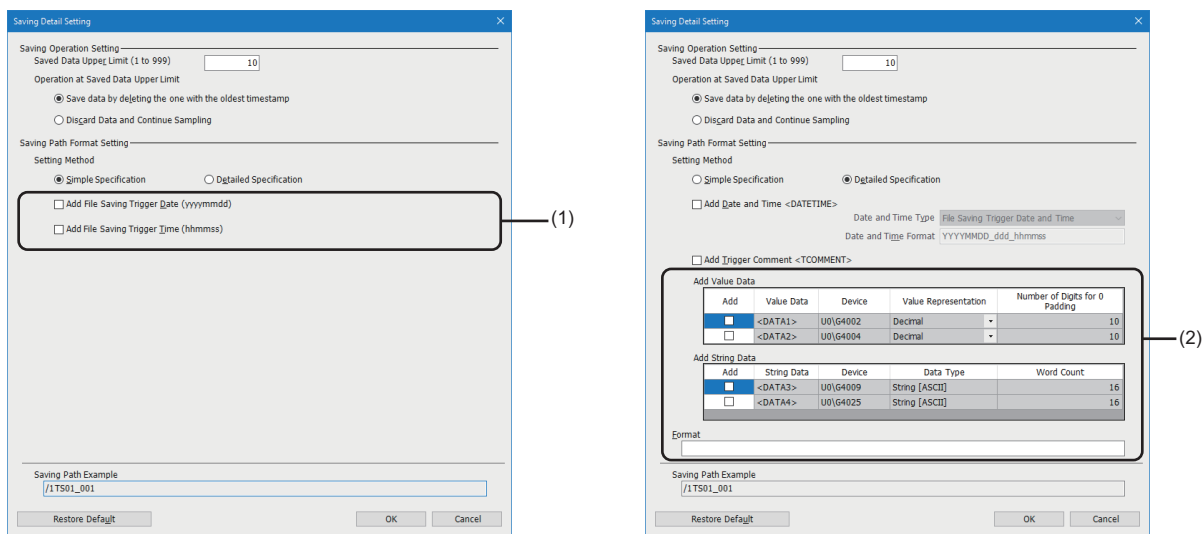 Saving Detail Setting
Saving Operation Setting
Saved Data Upper Limit (1 to 999) 10
Operation at Saved Data Upper Limit
Save data by deleting the one with the oldest timestamp
Discard Data and Continue Sampling
Saving Path Format Setting
Setting Method
Simple Specification Detailed Specification
Add File Saving Trigger Date (yyyymmdd)
Add File Saving Trigger Time (hhmmss)
(1)
Saving Path Example
/1TS01_001
Restore Default OK Cancel
Saving Detail Setting
Saving Operation Setting
Saved Data Upper Limit (1 to 999) 10
Operation at Saved Data Upper Limit
Save data by deleting the one with the oldest timestamp
Discard Data and Continue Sampling
Saving Path Format Setting
Setting Method
Simple Specification Detailed Specification
Add Date and Time <DATETIME>
Date and Time Type File Saving Trigger Date and Time
Date and Time Format YYYYMMDD_ddd_hhmmss
Add Trigger Comment <TCOMMENT>
Add Value Data
Add Value Data Device Value Representation Number of Digits for 0 Padding
<DATA1> U0\G4002 Decimal 10
<DATA2> U0\G4004 Decimal 10
(2)
Add String Data
Add String Data Device Data Type Word Count
<DATA3> U0\G4009 String [ASCII] 16
<DATA4> U0\G4025 String [ASCII] 16
Format
Saving Path Example
/1TS01_001
Restore Default OK Cancel